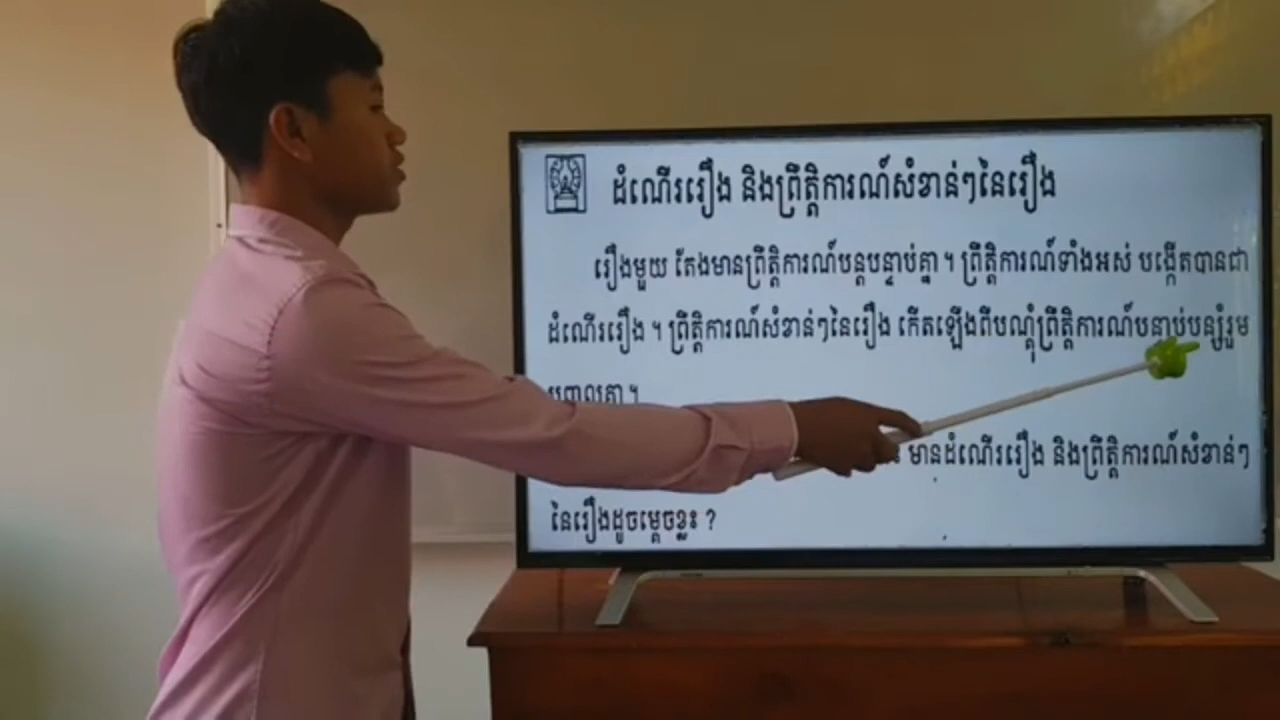 ដំណើររឿង និងព្រឹត្តិការណ៍សំខាន់ៗនៃរឿង
រឿងមួយ តែងមានព្រឹត្តិការណ៍បន្តបន្ទាប់គ្នា ។ ព្រឹត្តិការណ៍ទាំងអស់ បង្កើតបានជា
ដំណើររឿង ។ ព្រឹត្តិការណ៍សំខាន់ៗនៃរឿង កើតឡើងពីបណ្តុំព្រឹត្តិការណ៍បនាប់បន្សំរួម
មានដំណើររឿង និងព្រឹត្តិការណ៍សំខាន់ៗ
នៃរឿងដូចម្តេចខ្លះ ?